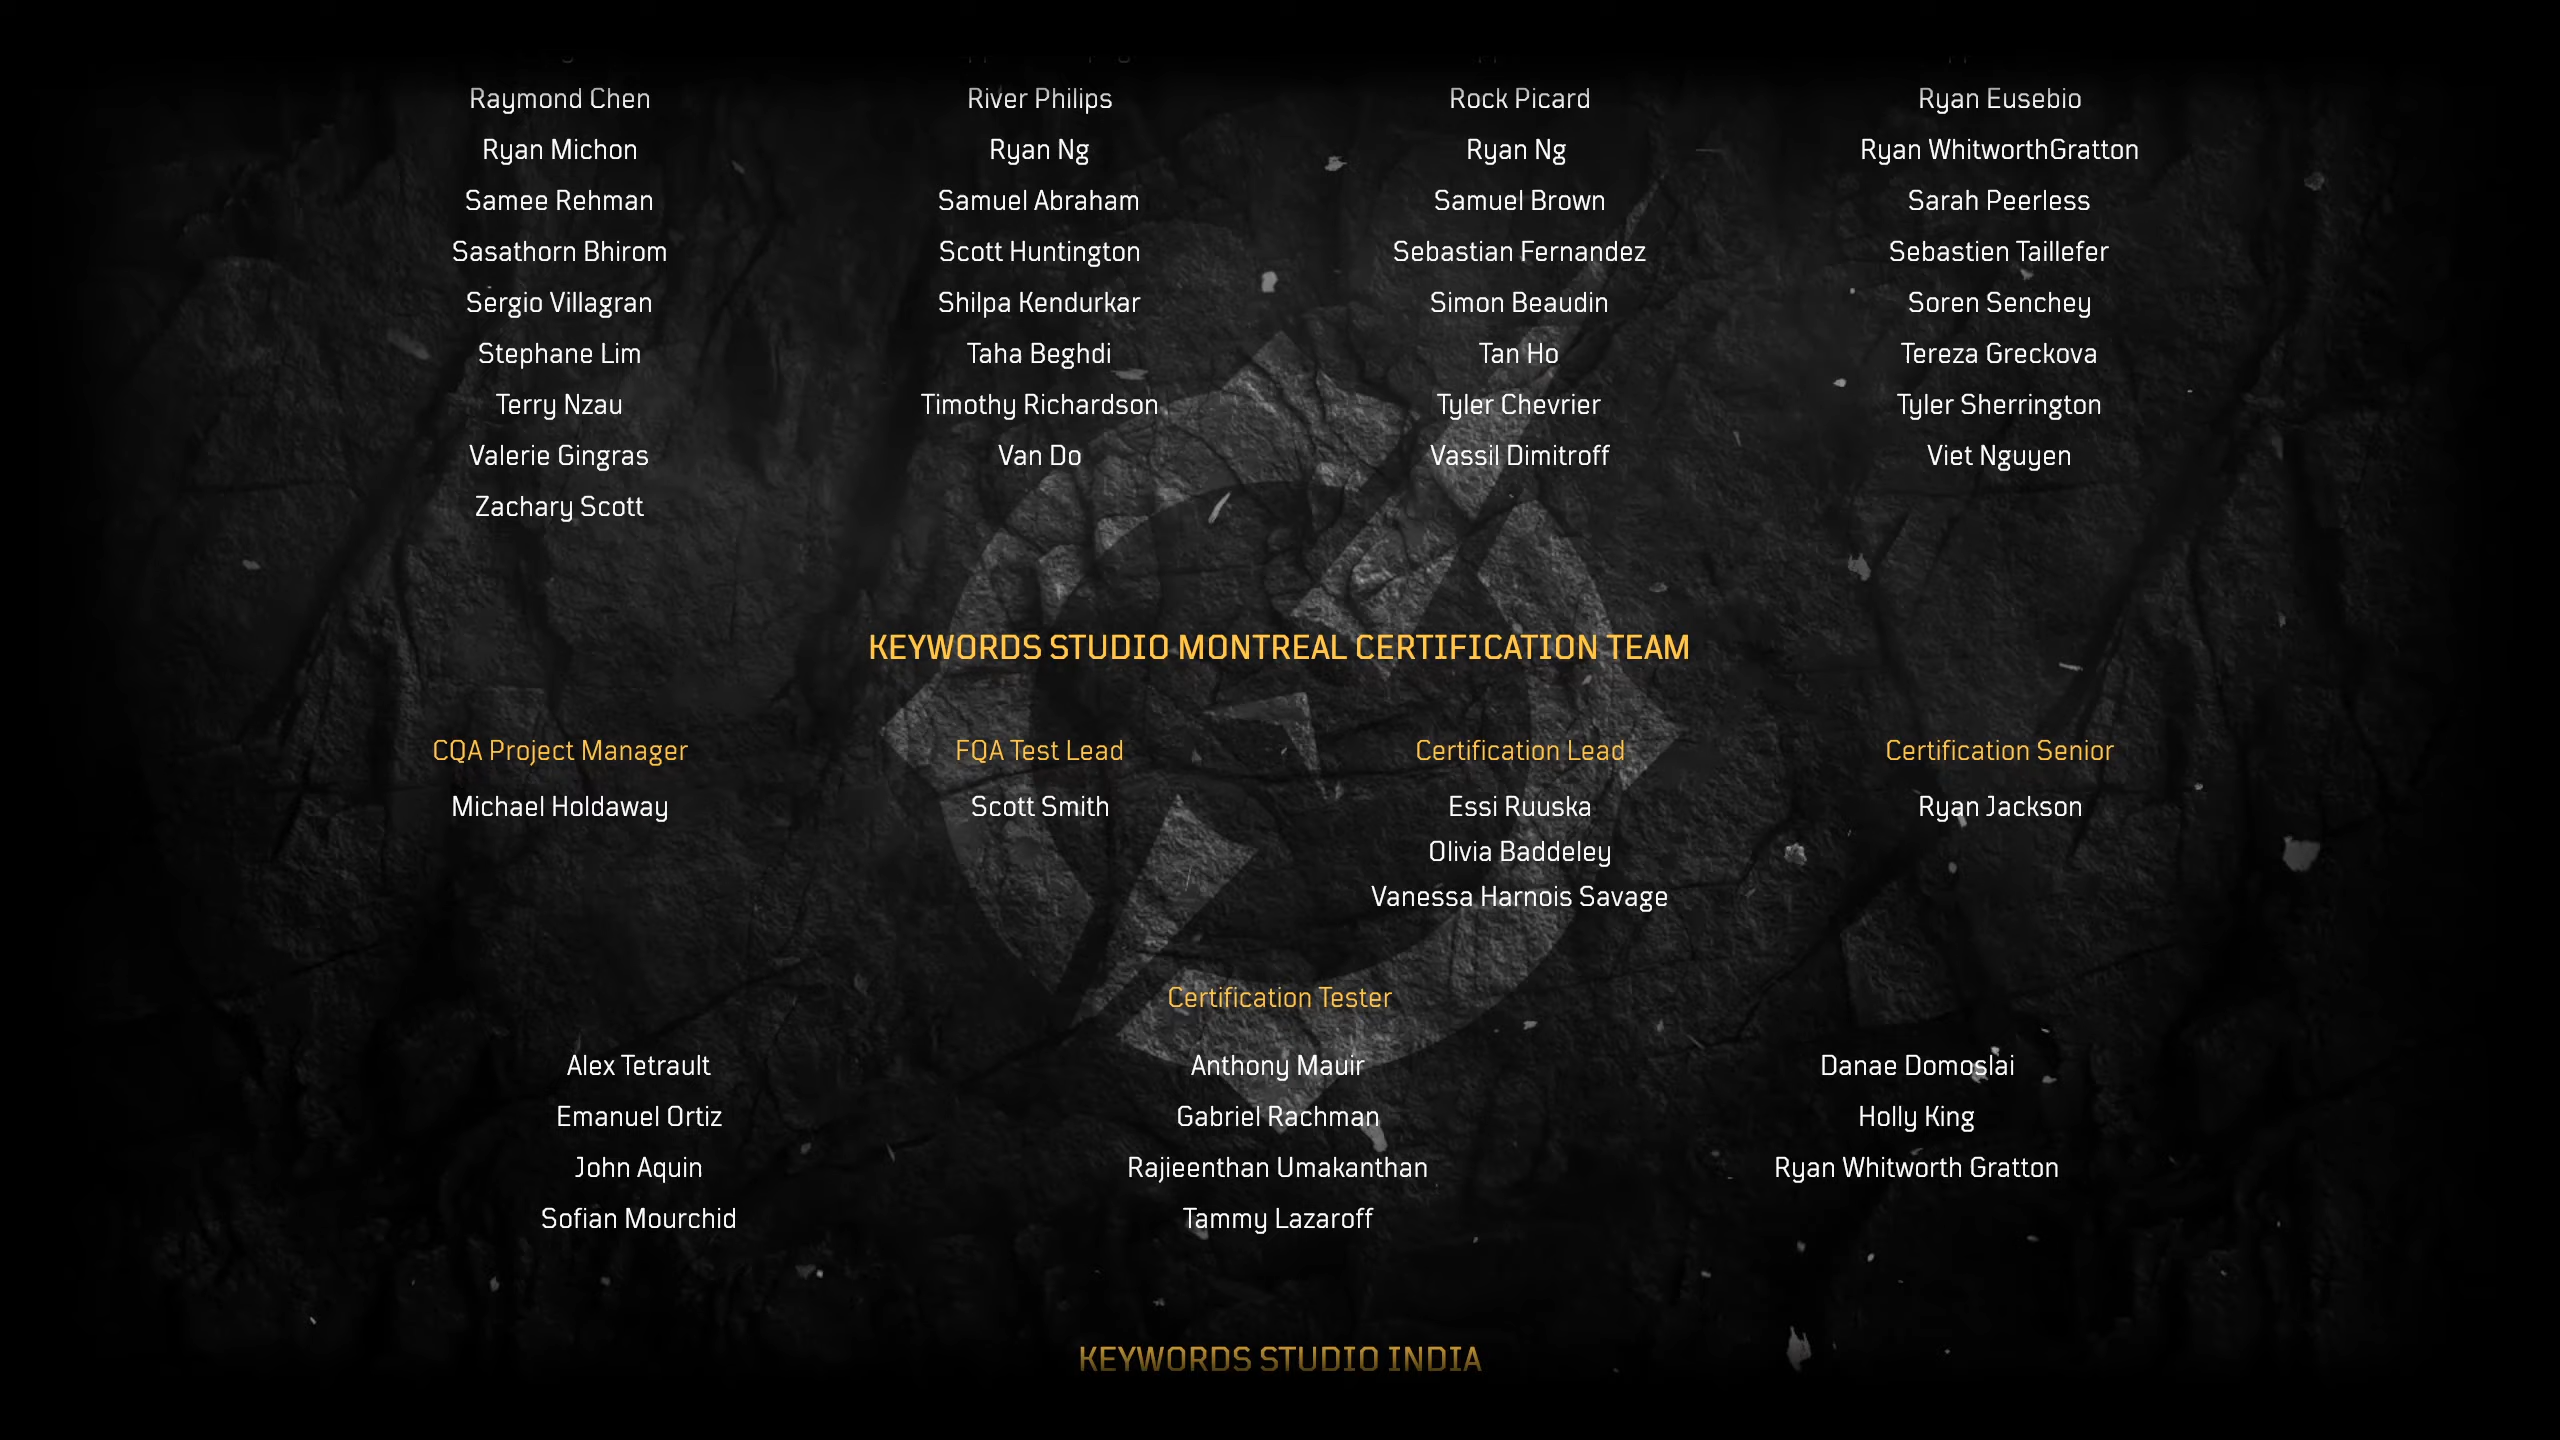 Raymond Chen River Philips Rock Picard Ryan Eusebio
Ryan Michon Ryan Ng Ryan Ng Ryan WhitworthGratton
Samee Rehman Samuel Abraham Samuel Brown Sarah Peerless
Sasathorn Bhirom Scott Huntington Sebastian Fernandez Sebastien Taillefer
Sergio Villagran Shilpa Kendurkar Simon Beaudin Soren Senchey
Stephane Lim Taha Beghdi Tan Ho Tereza Greckova
Terry Nzau Timothy Richardson Tyler Chevrier Tyler Sherrington
Valerie Gingras Van Do Vassil Dimitroff Viet Nguyen
Zachary Scott
KEYWORDS STUDIO MONTREAL CERTIFICATION TEAM
CQA Project Manager FQA Test Lead Certification Lead Certification Senior
Michael Holdaway Scott Smith Essi Ruuska Ryan Jackson
Olivia Baddeley
Vanessa Harnois Savage
Certification Tester
Alex Tetrault Anthony Mauir Danae Domoslai
Emanuel Ortiz Gabriel Rachman Holly King
John Aquin Rajieenthan Umakanthan Ryan Whitworth Gratton
Sofian Mourchid Tammy Lazaroff
KEYWORDS STUDIO INDIA